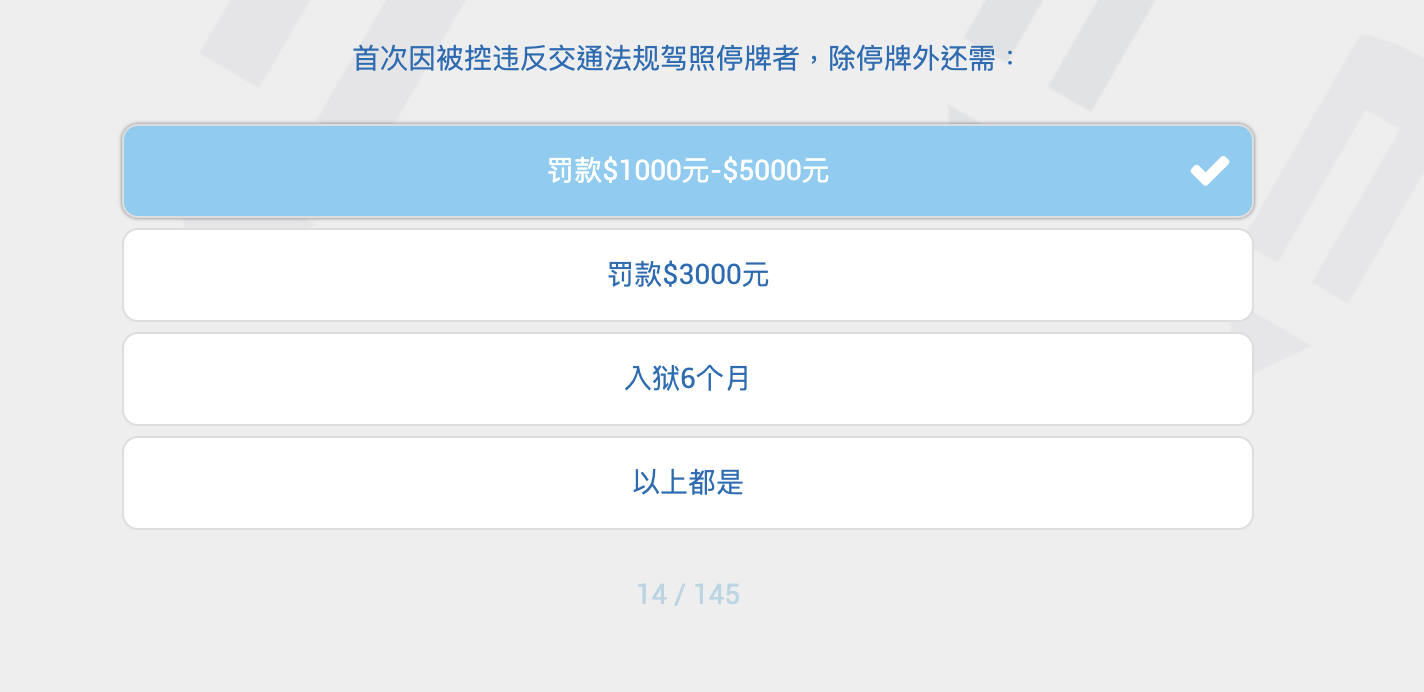 首次因被控违反交通法规驾照停牌者，除停牌外还需：
罚款$1000元-$5000元
罚款$3000元
入狱6个月
以上都是
14 / 145